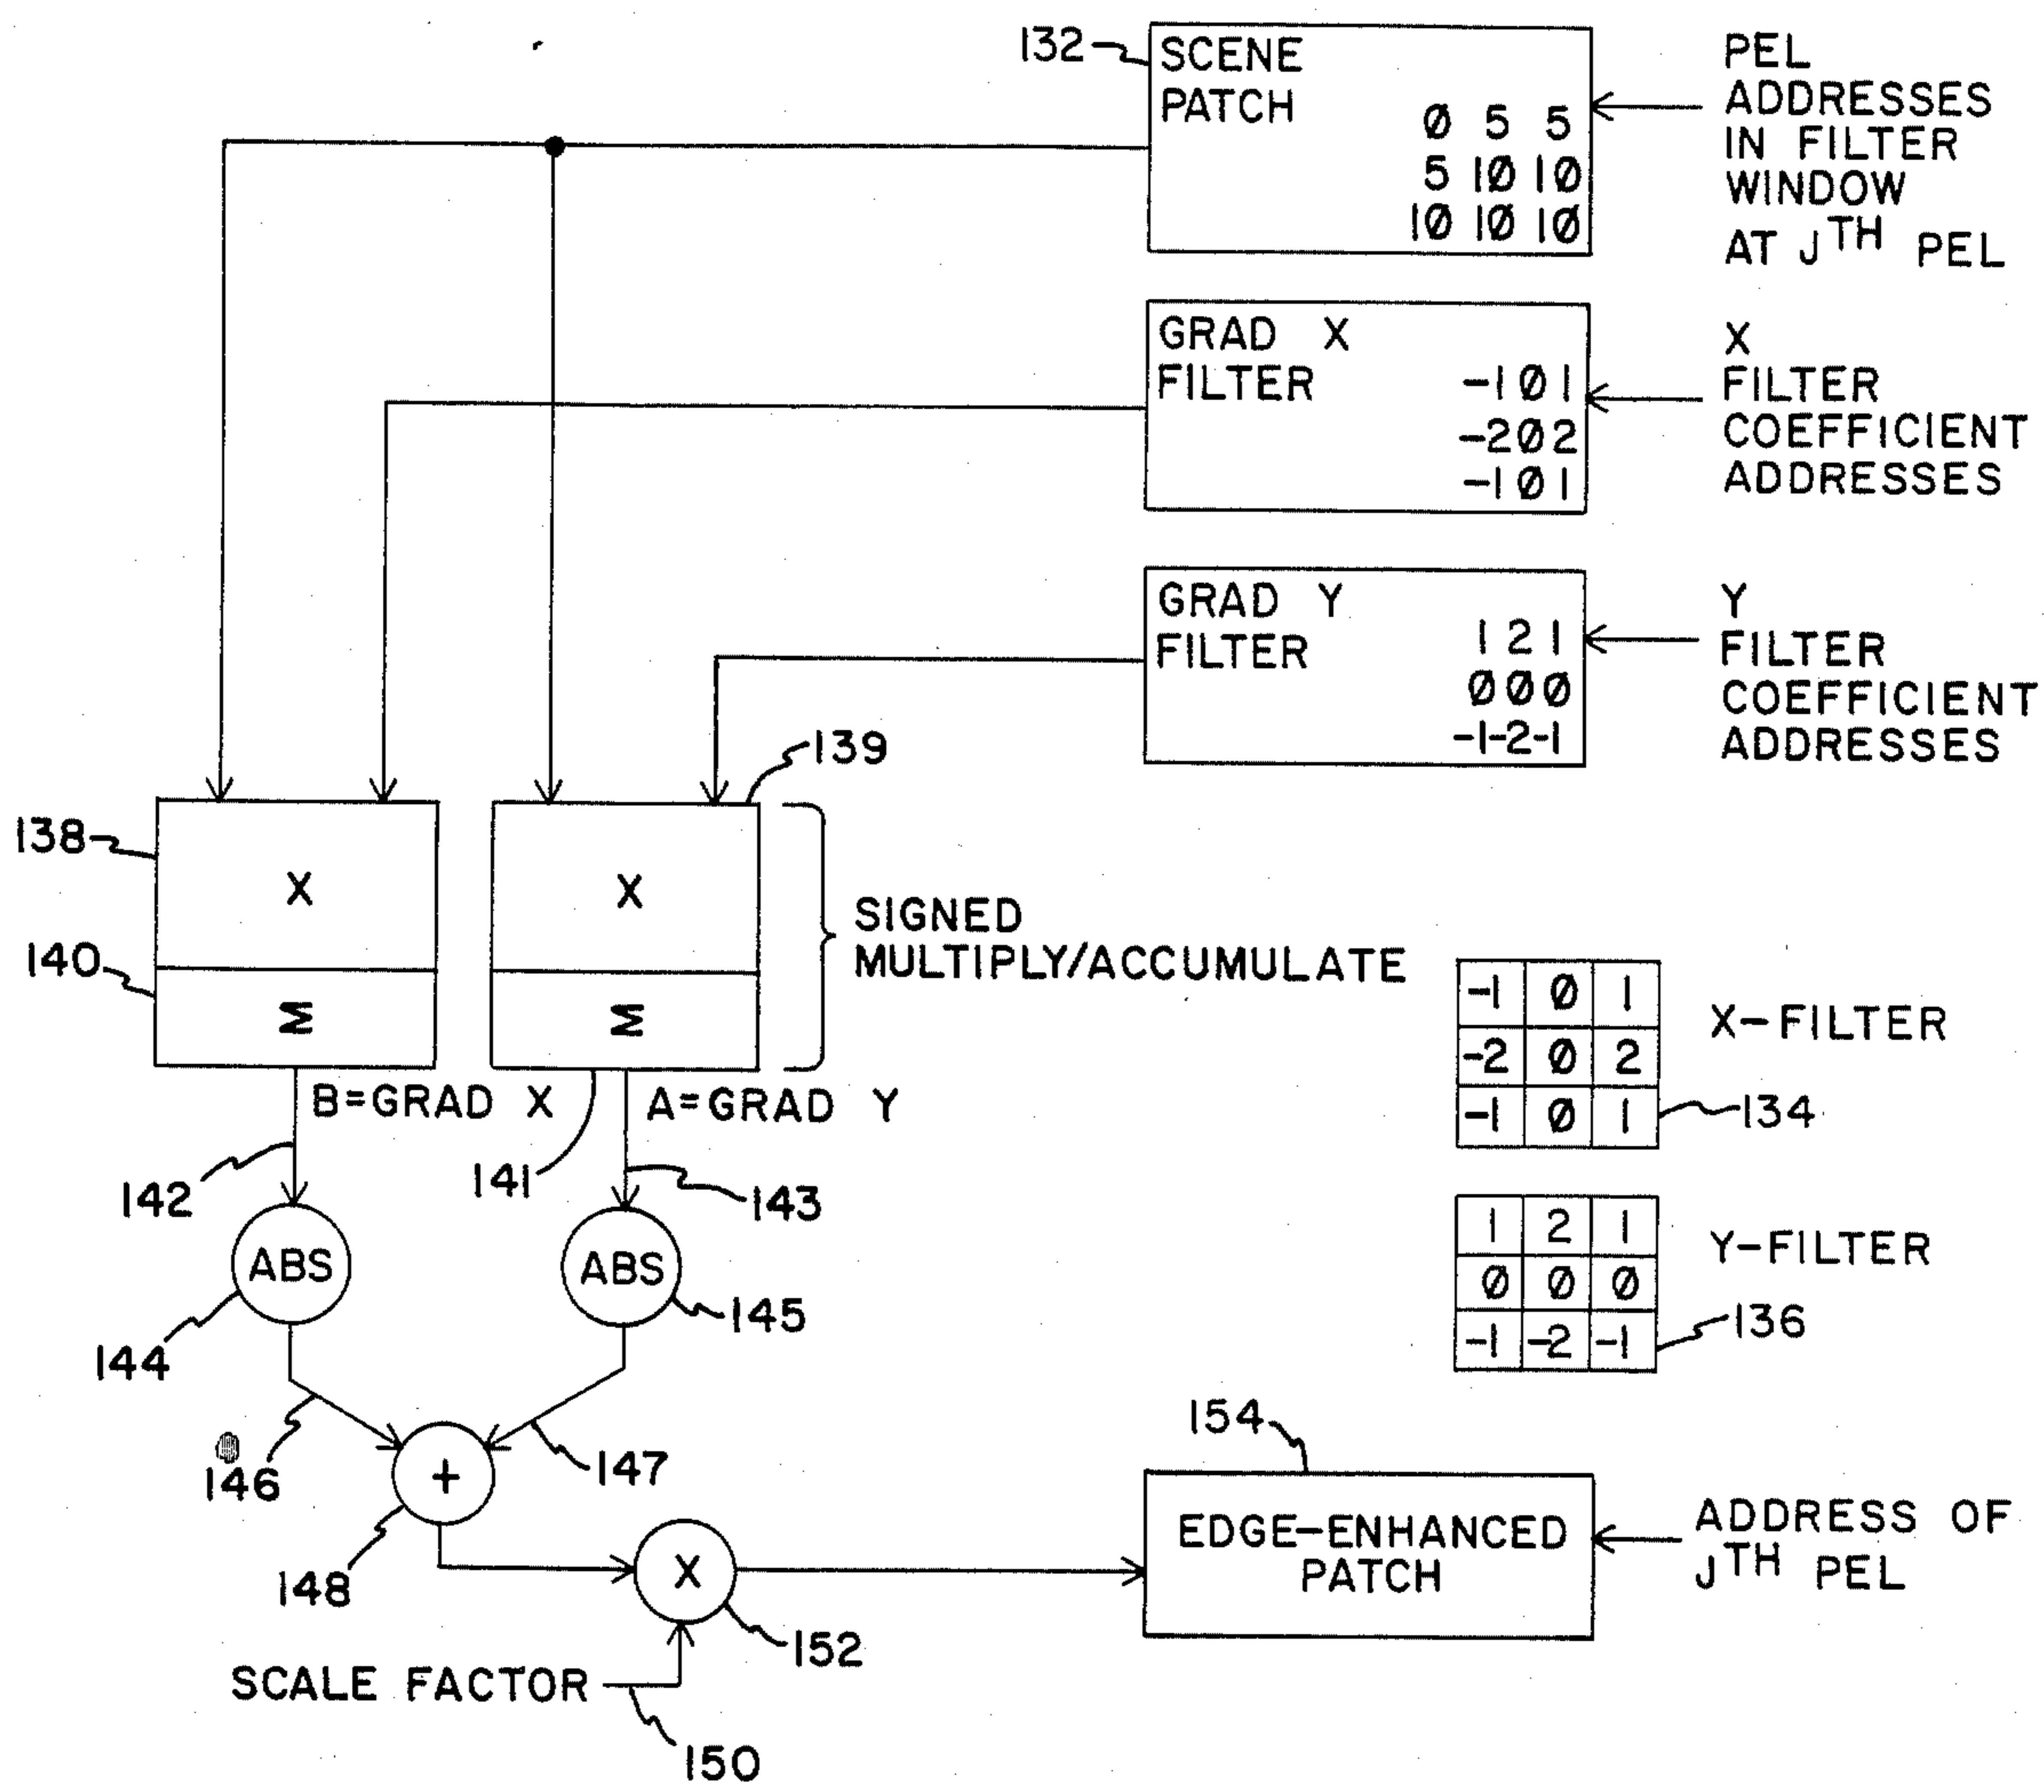 132
SCENE
PATCH
Ø 5 5
5 1Ø 1Ø
1Ø 1Ø 1Ø
PEL
ADDRESSES
IN FILTER
WINDOW
AT JTH PEL
GRAD X
FILTER
-1 Ø 1
-2 Ø 2
-1 Ø 1
X
FILTER
COEFFICIENT
ADDRESSES
GRAD Y
FILTER
1 2 1
Ø Ø Ø
-1-2-1
Y
FILTER
COEFFICIENT
ADDRESSES
139
138
X
X
SIGNED
MULTIPLY/ACCUMULATE
140
Σ
Σ
B=GRAD X
A=GRAD Y
141
142
143
-1 Ø 1
-2 Ø 2
-1 Ø 1
X-FILTER
134
ABS
ABS
144
145
1 2 1
Ø Ø Ø
-1 -2 -1
Y-FILTER
136
146
147
+
148
154
EDGE-ENHANCED
PATCH
ADDRESS OF
JTH PEL
X
152
SCALE FACTOR
150